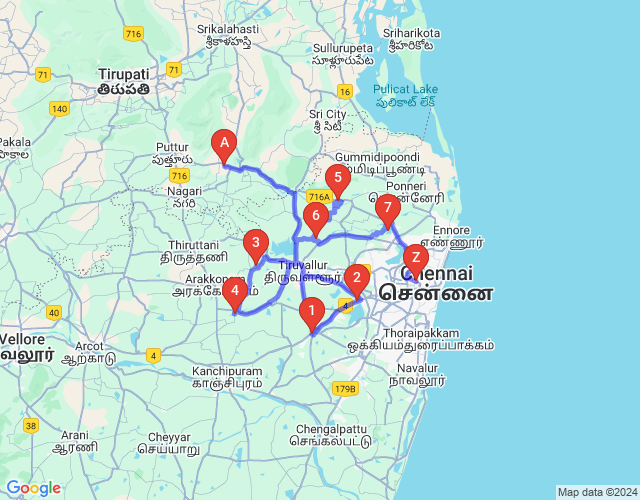 Srikalahasti
శ్రీకాళహస్తి
Sriharikota
శ్రీహరికోట
Sullurupeta
సూళ్లూరుపేట
716
71
Tirupati
తిరుపతి
71
Pulicat Lake
పులికాట్ లేక్
16
140
Sri City
శ్రీ సిటీ
Pakala
Puttur
పుత్తూరు
A
Gummidipoondi
716
Nagari
నగరి
5
716A
Ponneri
6
7
Ennore
எண்ணூர்
Thiruttani
திருத்தணி
3
Tiruvallur
திருவள்ளூர்
Z
Chennai
சென்னை
4
2
40
1
4
Vellore
Arcot
ஆற்காடு
4
Thoraipakkam
ஒக்கியம்துரைப்பாக்கம்
Kanchipuram
காஞ்சிபுரம்
Navalur
நாவலூர்
179B
38
Arani
ஆரணி
Cheyyar
செய்யாறு
Chengalpattu
செங்கல்பட்டு
Google
Map data ©2024